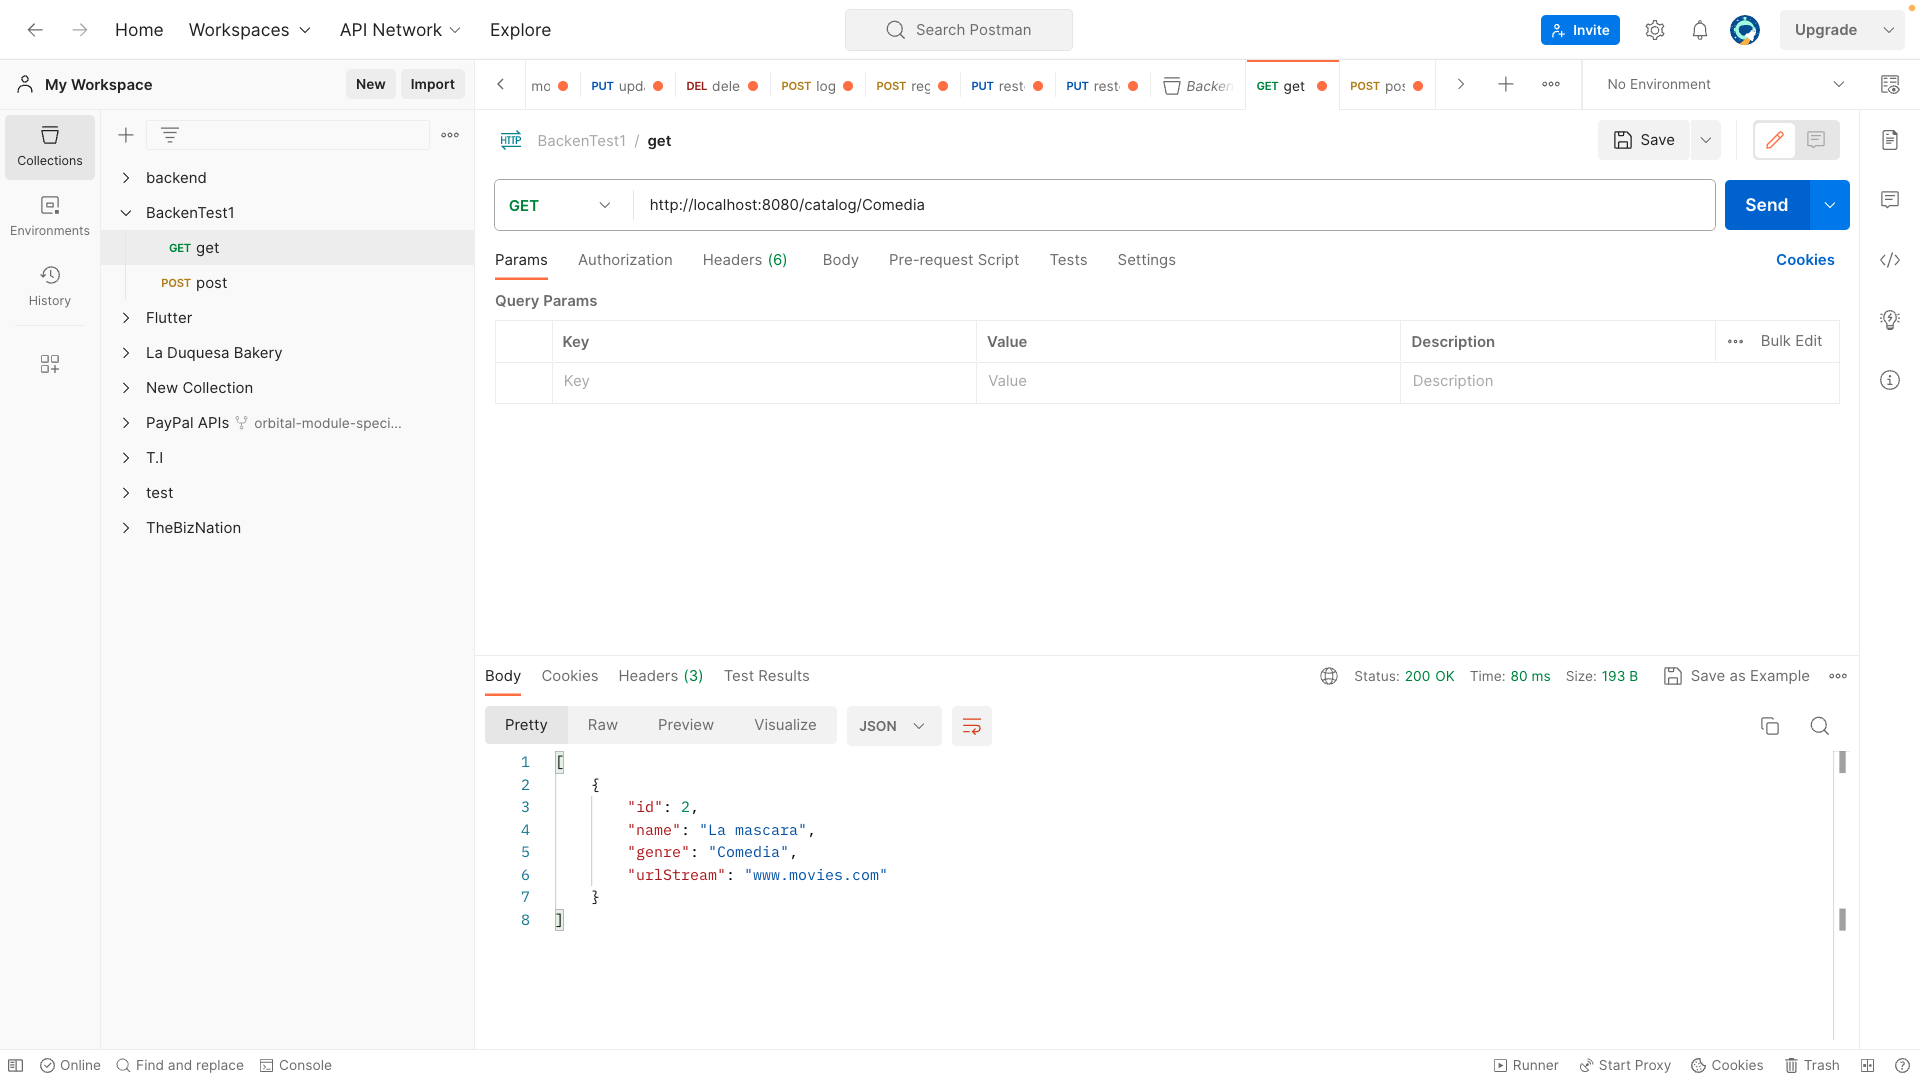 Home Workspaces API Network Explore Search Postman Invite Upgrade
My Workspace New Import
mo PUT upd DEL dele POST log POST reg PUT rest PUT rest Backen GET get POST pos No Environment
Collections
Environments
History
backend
BackenTest1
GET get
POST post
Flutter
La Duquesa Bakery
New Collection
PayPal APIs orbital-module-speci...
T.I
test
TheBizNation
HTTP BackenTest1 / get Save
GET http://localhost:8080/catalog/Comedia Send
Params Authorization Headers (6) Body Pre-request Script Tests Settings Cookies
Query Params
Key Value Description Bulk Edit
Key Value Description
Body Cookies Headers (3) Test Results Status: 200 OK Time: 80 ms Size: 193 B Save as Example
Pretty Raw Preview Visualize JSON
1 [
2 {
3 "id": 2,
4 "name": "La mascara",
5 "genre": "Comedia",
6 "urlStream": "www.movies.com"
7 }
8 ]
Online Find and replace Console Runner Start Proxy Cookies Trash